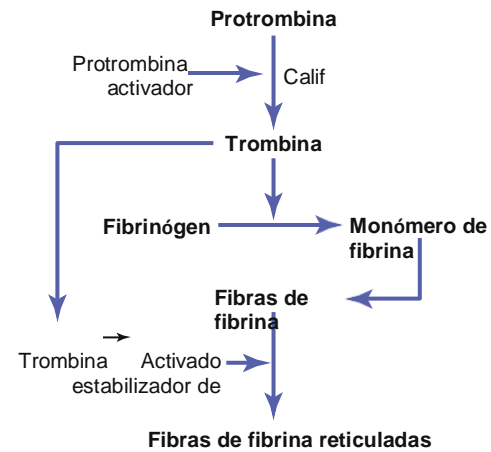 Protrombina
Protrombina
activador
Calif
Trombina
Fibrinógen
Monómero de
fibrina
Fibras de
fibrina
Trombina → Activado
estabilizador de
Fibras de fibrina reticuladas